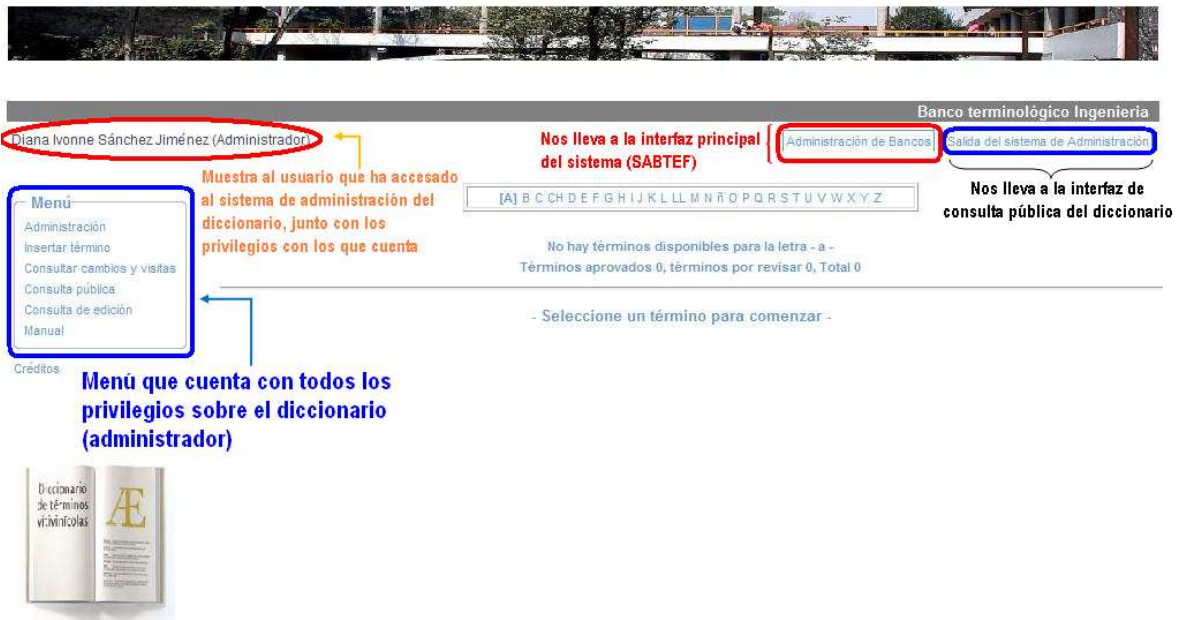 Banco terminológico Ingeniería
Diana Ivonne Sánchez Jiménez (Administrador)
Nos lleva a la interfaz principal
del sistema (SABTEF)
Administración de Bancos
Salida del sistema de Administración
Nos lleva a la interfaz de
consulta pública del diccionario
Muestra al usuario que ha accesado
al sistema de administración del
diccionario, junto con los
privilegios con los que cuenta
Menú
Administración
Insertar término
Consultar cambios y visitas
Consulta pública
Consulta de edición
Manual
[A] B C CH D E F G H I J K L LL M N ñ O P Q R S T U V W X Y Z
No hay términos disponibles para la letra - a -
Términos aprovados 0, términos por revisar 0, Total 0
- Seleccione un término para comenzar -
Créditos
Menú que cuenta con todos los
privilegios sobre el diccionario
(administrador)
Diccionario
de términos
vitivinícolas
Æ